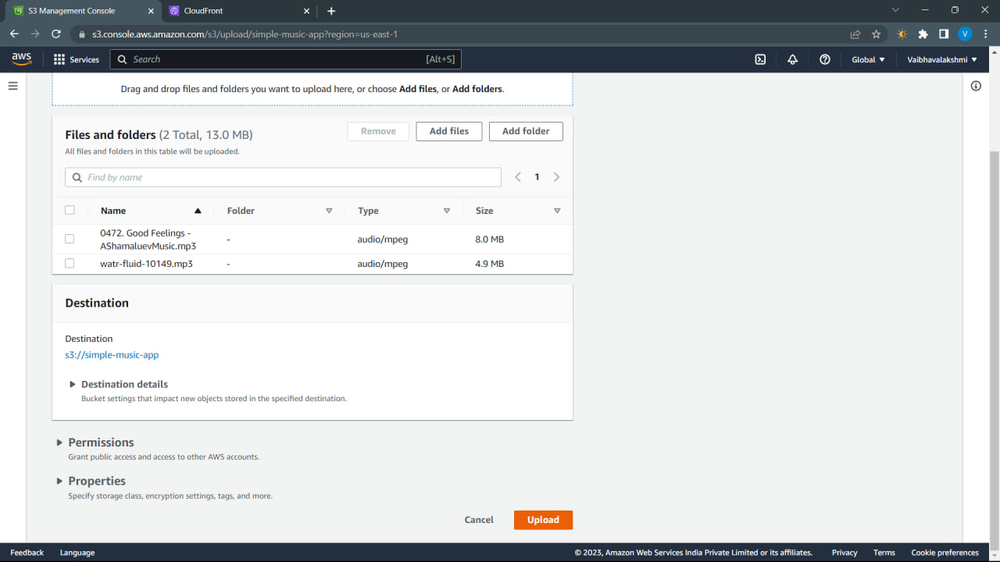 S3 Management Console
CloudFront
s3.console.aws.amazon.com/s3/upload/simple-music-app?region=us-east-1
V
aws
Services
Search
[Alt+S]
Global
Vaibhavalakshmi
Drag and drop files and folders you want to upload here, or choose Add files, or Add folders.
Files and folders (2 Total, 13.0 MB)
Remove
Add files
Add folder
All files and folders in this table will be uploaded.
Find by name
1
Name
Folder
Type
Size
0472. Good Feelings -
AShamaluevMusic.mp3
-
audio/mpeg
8.0 MB
watr-fluid-10149.mp3
-
audio/mpeg
4.9 MB
Destination
Destination
s3://simple-music-app
Destination details
Bucket settings that impact new objects stored in the specified destination.
Permissions
Grant public access and access to other AWS accounts.
Properties
Specify storage class, encryption settings, tags, and more.
Cancel
Upload
Feedback
Language
© 2023, Amazon Web Services India Private Limited or its affiliates.
Privacy
Terms
Cookie preferences